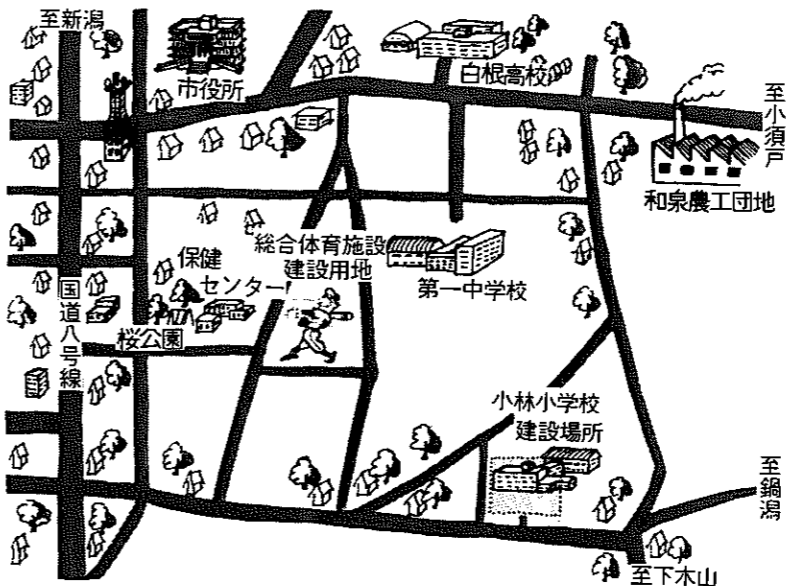 至新潟
市役所
白根高校
至小須戸
和泉農工団地
総合体育施設
建設用地
第一中学校
保健
センター
国道八号線
桜公園
小林小学校
建設場所
至鍋潟
至下木山